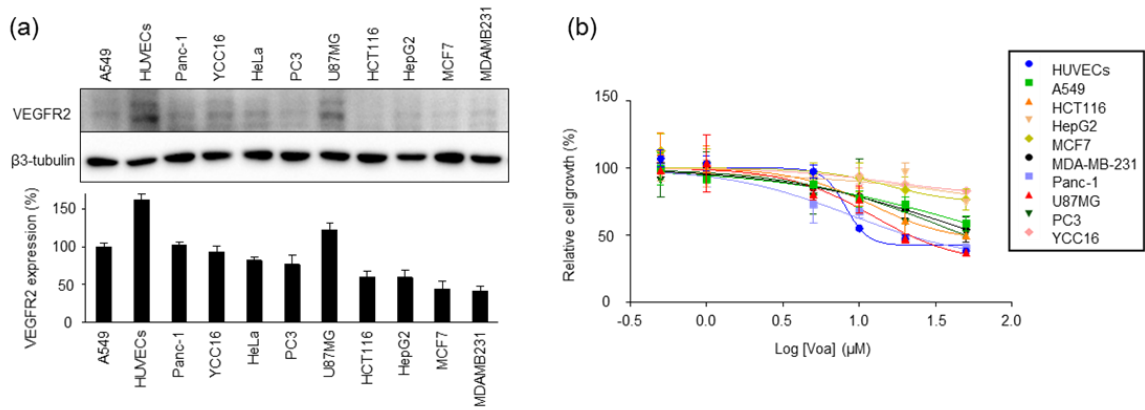 (a)
A549
HUVECs
Panc-1
YCC16
HeLa
PC3
U87MG
HCT116
HepG2
MCF7
MDAMB231
VEGFR2
β3-tubulin
VEGFR2 expression (%)
150
100
50
0
A549
HUVECs
Panc-1
YCC16
HeLa
PC3
U87MG
HCT116
HepG2
MCF7
MDAMB231
(b)
Relative cell growth (%)
150
100
50
0
-0.5
0.0
0.5
1.0
1.5
2.0
Log [Voa] (µM)
HUVECs
A549
HCT116
HepG2
MCF7
MDA-MB-231
Panc-1
U87MG
PC3
YCC16